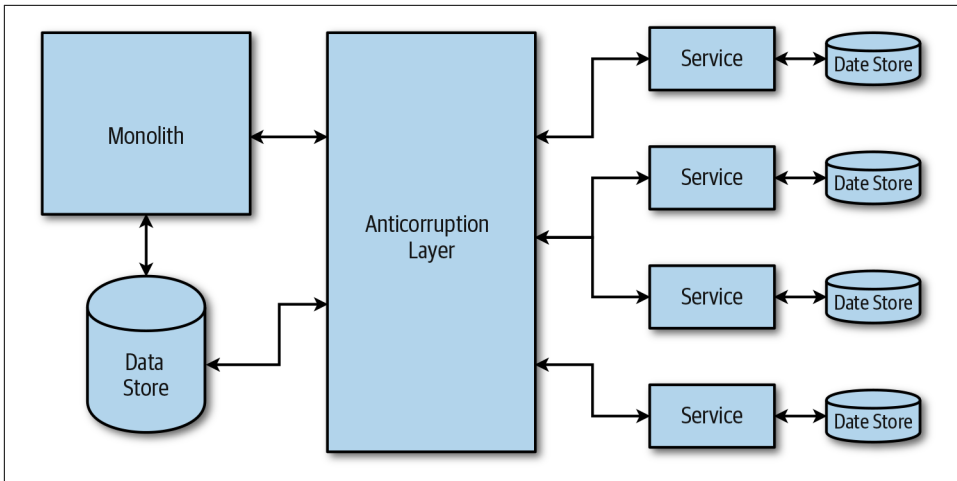 Monolith
Data
Store
Anticorruption
Layer
Service
Date Store
Service
Date Store
Service
Date Store
Service
Date Store